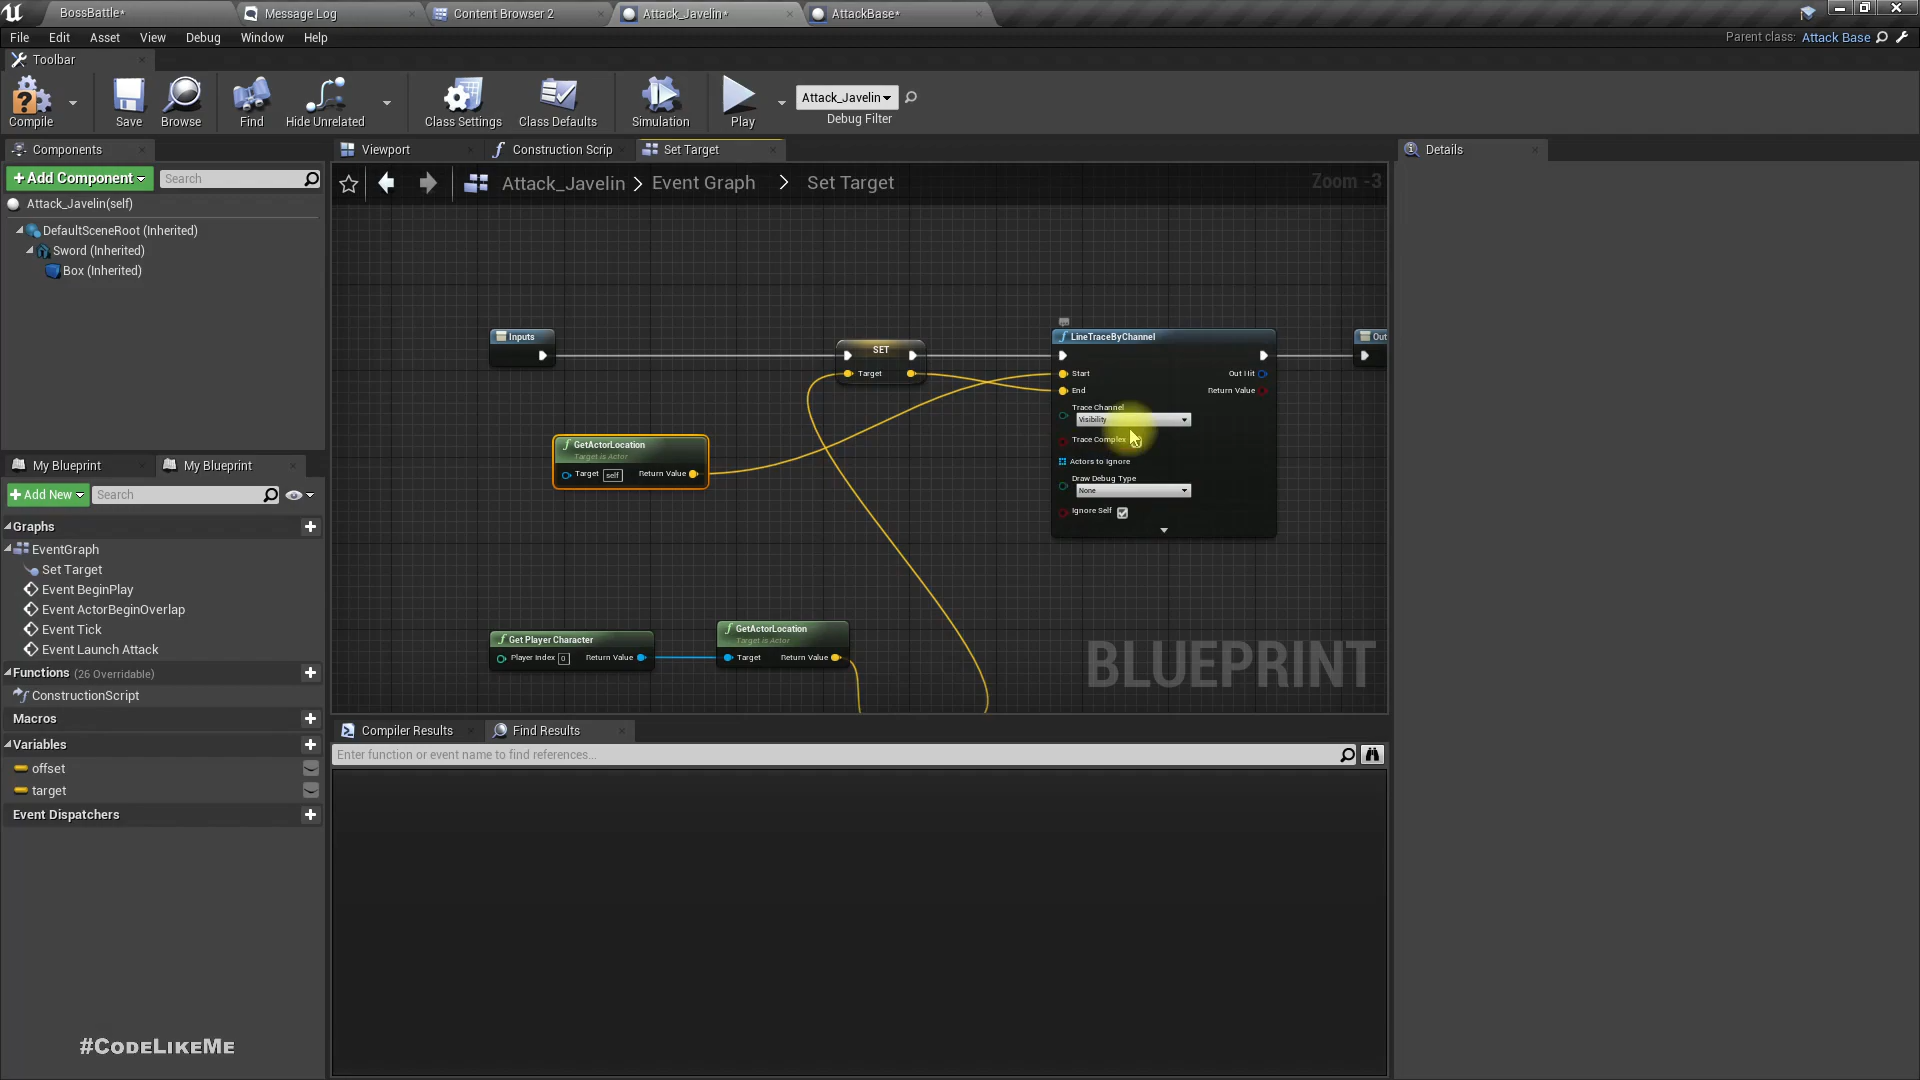 BossBattle*
Message Log
Content Browser 2
Attack_Javelin*
AttackBase*
File Edit Asset View Debug Window Help
Parent class: Attack Base
Toolbar
Compile
Save
Browse
Find
Hide Unrelated
Class Settings
Class Defaults
Simulation
Play
Attack_Javelin
Debug Filter
Components
+Add Component
Search
Attack_Javelin(self)
DefaultSceneRoot (Inherited)
Sword (Inherited)
Box (Inherited)
Viewport
Construction Scrip
Set Target
Details
Attack_Javelin > Event Graph > Set Target
Zoom -3
Inputs
SET
Target
LineTraceByChannel
Start
Out Hit
End
Return Value
Trace Channel
Visibility
Trace Complex
Actors to Ignore
Draw Debug Type
None
Ignore Self
Out
GetActorLocation
Target is Actor
Target self
Return Value
Get Player Character
Player Index 0
Return Value
GetActorLocation
Target is Actor
Target
Return Value
BLUEPRINT
My Blueprint
My Blueprint
+Add New
Search
Graphs
EventGraph
Set Target
Event BeginPlay
Event ActorBeginOverlap
Event Tick
Event Launch Attack
Functions (26 Overridable)
ConstructionScript
Macros
Variables
offset
target
Event Dispatchers
Compiler Results
Find Results
Enter function or event name to find references...
#CodeLikeMe